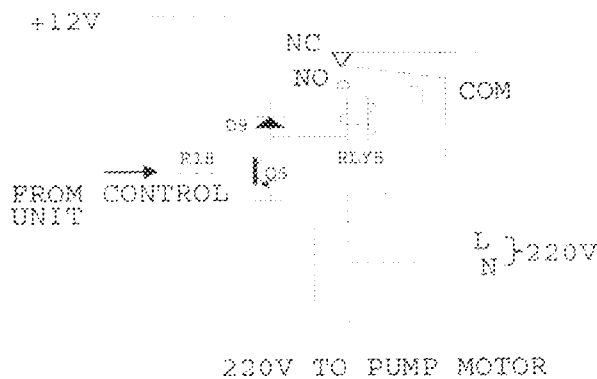 +12V
NC
NO
COM
D9
R18
RLY5
Q5
FROM CONTROL
UNIT
L
N
220V
220V TO PUMP MOTOR